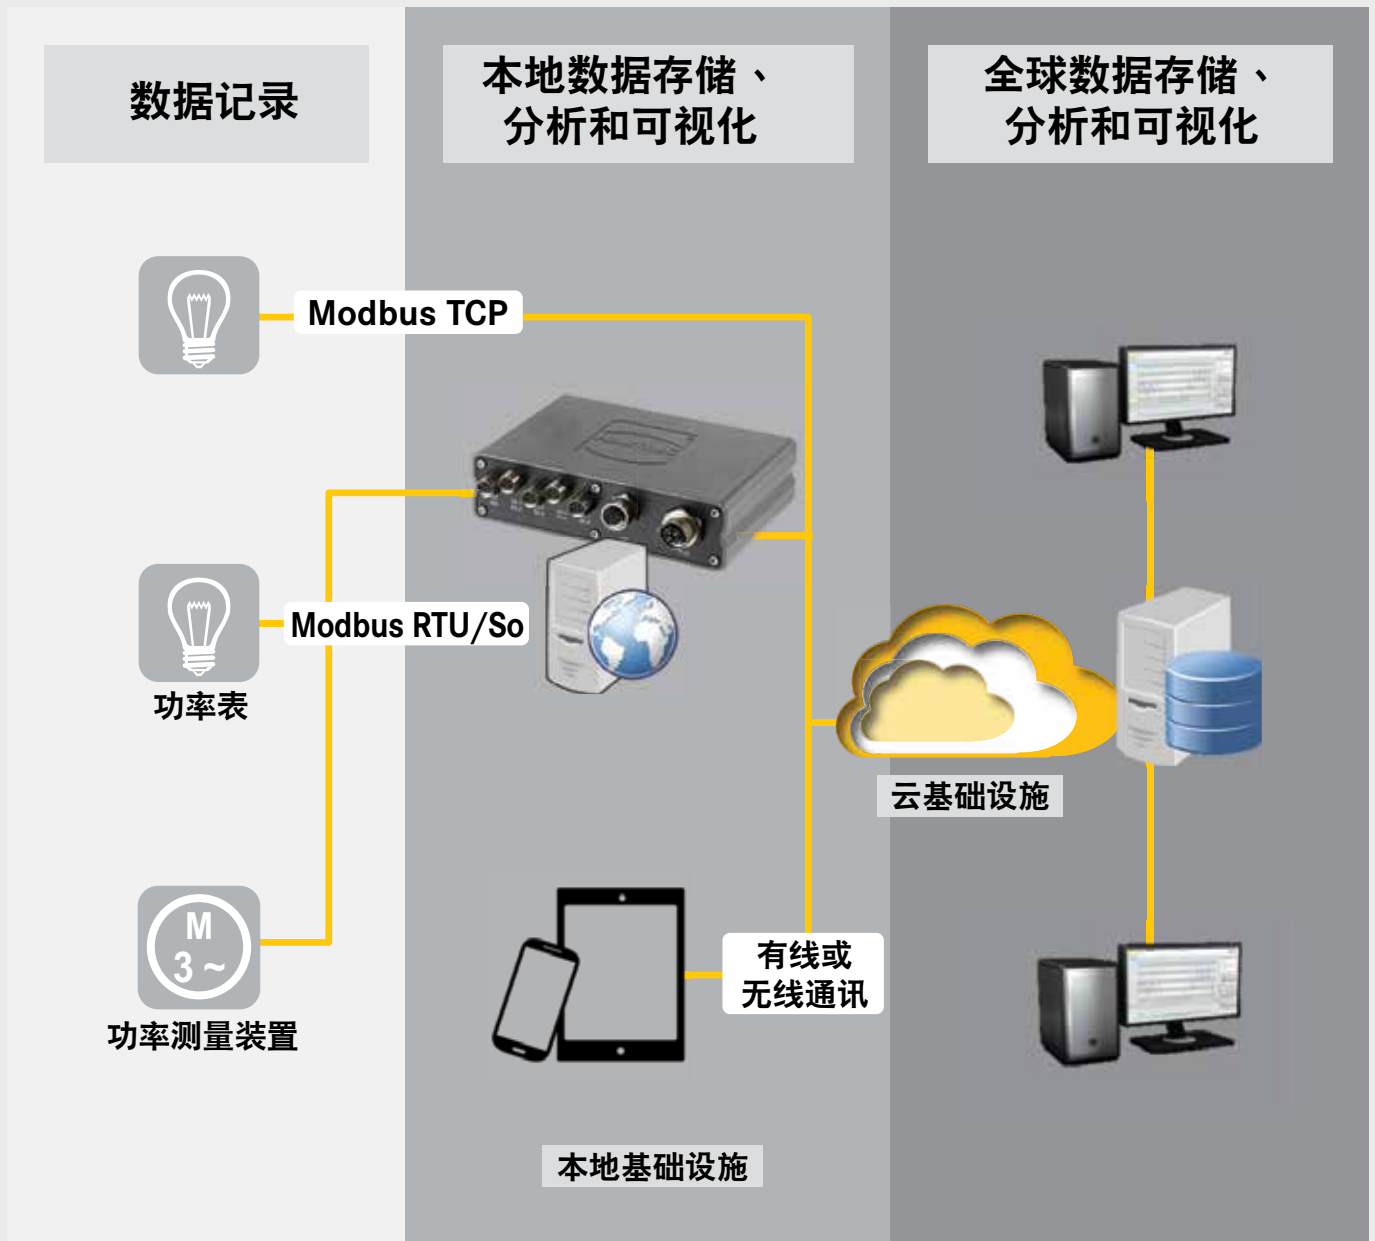 数据记录
本地数据存储、
分析和可视化
全球数据存储、
分析和可视化
Modbus TCP
Modbus RTU/So
功率表
云基础设施
M
3 ~
功率测量装置
有线或
无线通讯
本地基础设施